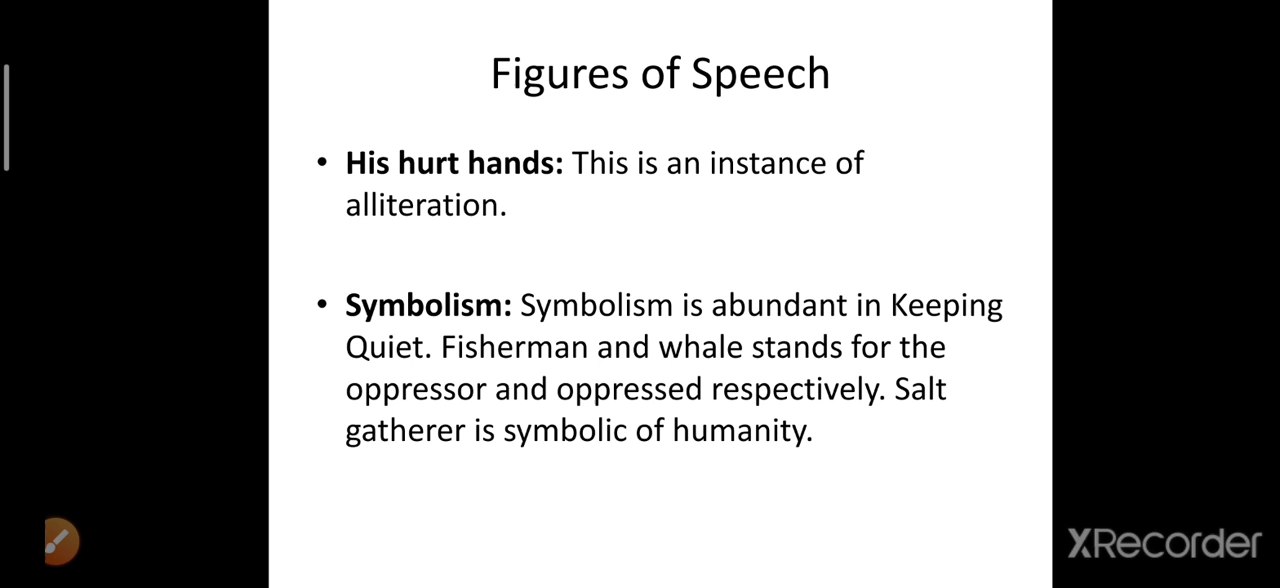 Figures of Speech
• His hurt hands: This is an instance of
alliteration.
• Symbolism: Symbolism is abundant in Keeping
Quiet. Fisherman and whale stands for the
oppressor and oppressed respectively. Salt
gatherer is symbolic of humanity.
XRecorder